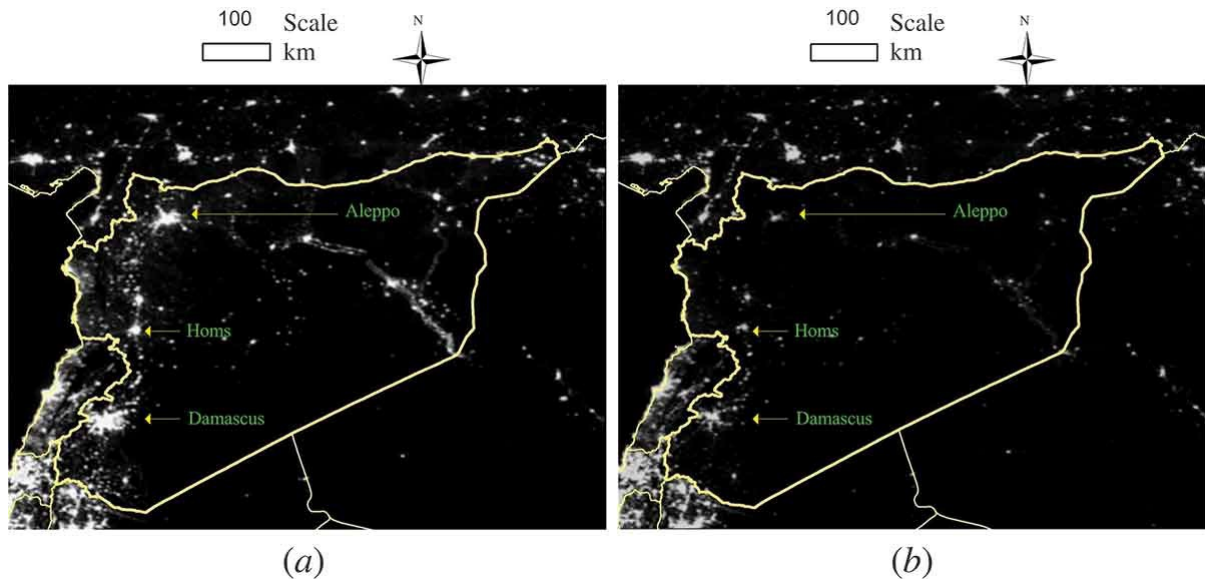 100 Scale
km
N
100 Scale
km
N
Aleppo
Homs
Damascus
Aleppo
Homs
Damascus
(a)
(b)